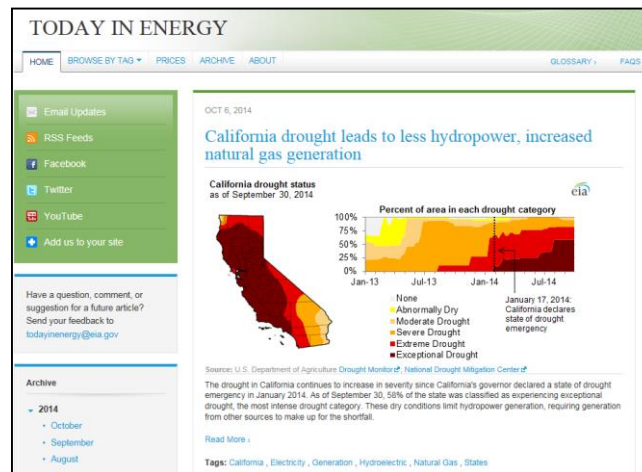 TODAY IN ENERGY
HOME BROWSE BY TAG PRICES ARCHIVE ABOUT GLOSSARY › FAQS
Email Updates
RSS Feeds
Facebook
Twitter
YouTube
Add us to your site
Have a question, comment, or
suggestion for a future article?
Send your feedback to
todayinenergy@eia.gov
Archive
2014
• October
• September
• August
OCT 6, 2014
California drought leads to less hydropower, increased
natural gas generation
California drought status
as of September 30, 2014
eia
Percent of area in each drought category
100%
75%
50%
25%
0%
Jan-13 Jul-13 Jan-14 Jul-14
None
Abnormally Dry
Moderate Drought
Severe Drought
Extreme Drought
Exceptional Drought
January 17, 2014:
California declares
state of drought
emergency
Source: U.S. Department of Agriculture Drought Monitor, National Drought Mitigation Center
The drought in California continues to increase in severity since California's governor declared a state of drought
emergency in January 2014. As of September 30, 58% of the state was classified as experiencing exceptional
drought, the most intense drought category. These dry conditions limit hydropower generation, requiring generation
from other sources to make up for the shortfall.
Read More ›
Tags: California , Electricity , Generation , Hydroelectric , Natural Gas , States